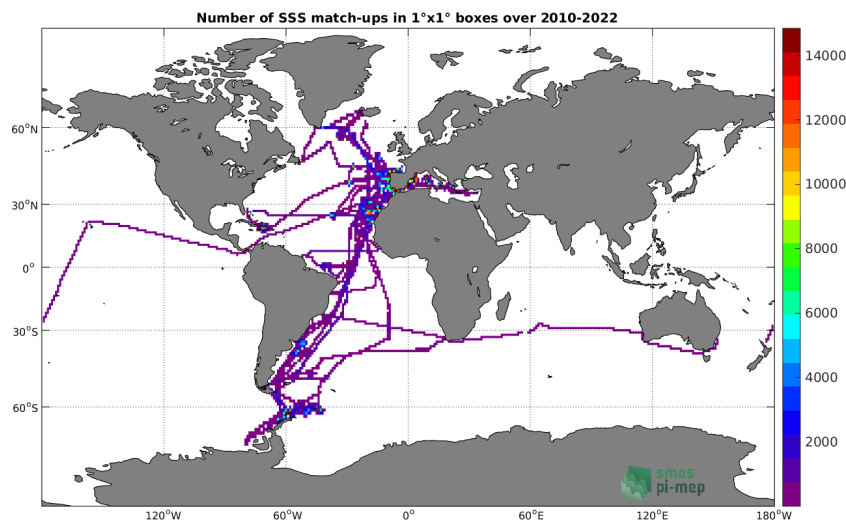 Number of SSS match-ups in 1°x1° boxes over 2010-2022
60°N
30°N
0°
30°S
60°S
120°W
60°W
0°
60°E
120°E
180°W
14000
12000
10000
8000
6000
4000
2000
smos
pi-mep